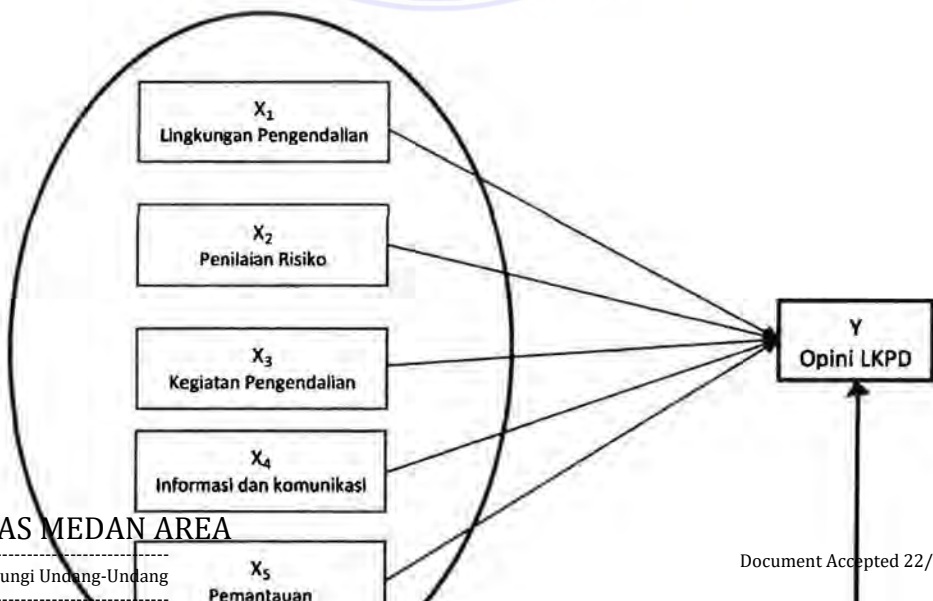 X1
Lingkungan Pengendalian
X2
Penilaian Risiko
X3
Kegiatan Pengendalian
X4
Informasi dan komunikasi
X5
Pemantauan
Y
Opini LKPD
AS MEDAN AREA
ungi Undang-Undang
Document Accepted 22/